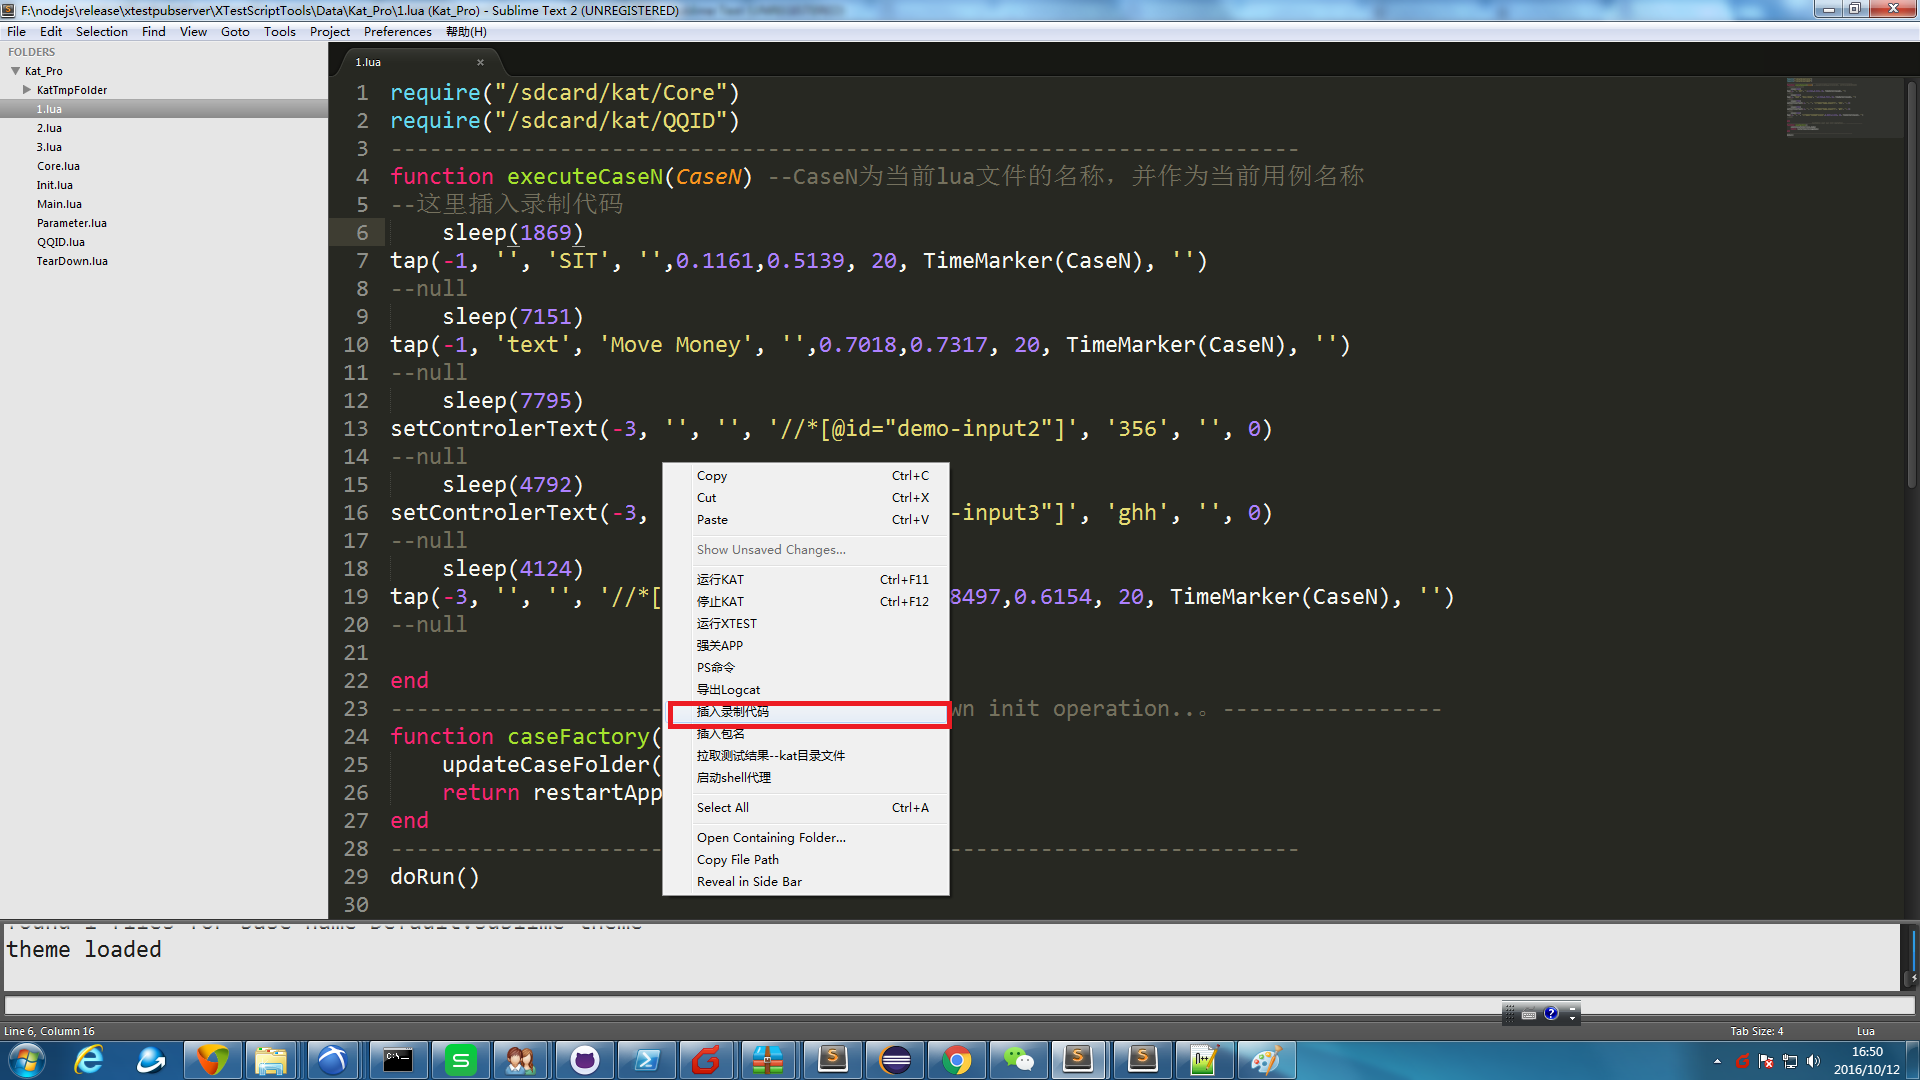 F:\nodejs\release\xtestpubserver\XTestScriptTools\Data\Kat_Pro\1.lua (Kat_Pro) - Sublime Text 2 (UNREGISTERED)
File Edit Selection Find View Goto Tools Project Preferences 帮助(H)
FOLDERS
Kat_Pro
KatTmpFolder
1.lua
2.lua
3.lua
Core.lua
Init.lua
Main.lua
Parameter.lua
QQID.lua
TearDown.lua
1.lua ×
1 require("/sdcard/kat/Core")
2 require("/sdcard/kat/QQID")
3 ----------------------------------------------------------------------
4 function executeCaseN(CaseN) --CaseN为当前lua文件的名称，并作为当前用例名称
5 --这里插入录制代码
6 sleep(1869)
7 tap(-1, '', 'SIT', '',0.1161,0.5139, 20, TimeMarker(CaseN), '')
8 --null
9 sleep(7151)
10 tap(-1, 'text', 'Move Money', '',0.7018,0.7317, 20, TimeMarker(CaseN), '')
11 --null
12 sleep(7795)
13 setControlerText(-3, '', '', '//*[@id="demo-input2"]', '356', '', 0)
14 --null
15 sleep(4792)
16 setControlerText(-3, -input3"]', 'ghh', '', 0)
17 --null
18 sleep(4124)
19 tap(-3, '', '', '//*[ 8497,0.6154, 20, TimeMarker(CaseN), '')
20 --null
21
22 end
23 --------------------- wn init operation..。-----------------
24 function caseFactory(
25 updateCaseFolder(
26 return restartApp
27 end
28 --------------------- ---------------------------
29 doRun()
30
Copy Ctrl+C
Cut Ctrl+X
Paste Ctrl+V
Show Unsaved Changes...
运行KAT Ctrl+F11
停止KAT Ctrl+F12
运行XTEST
强关APP
PS命令
导出Logcat
插入录制代码
插入包名
拉取测试结果--kat目录文件
启动shell代理
Select All Ctrl+A
Open Containing Folder...
Copy File Path
Reveal in Side Bar
theme loaded
Line 6, Column 16
Tab Size: 4 Lua
16:50
2016/10/12